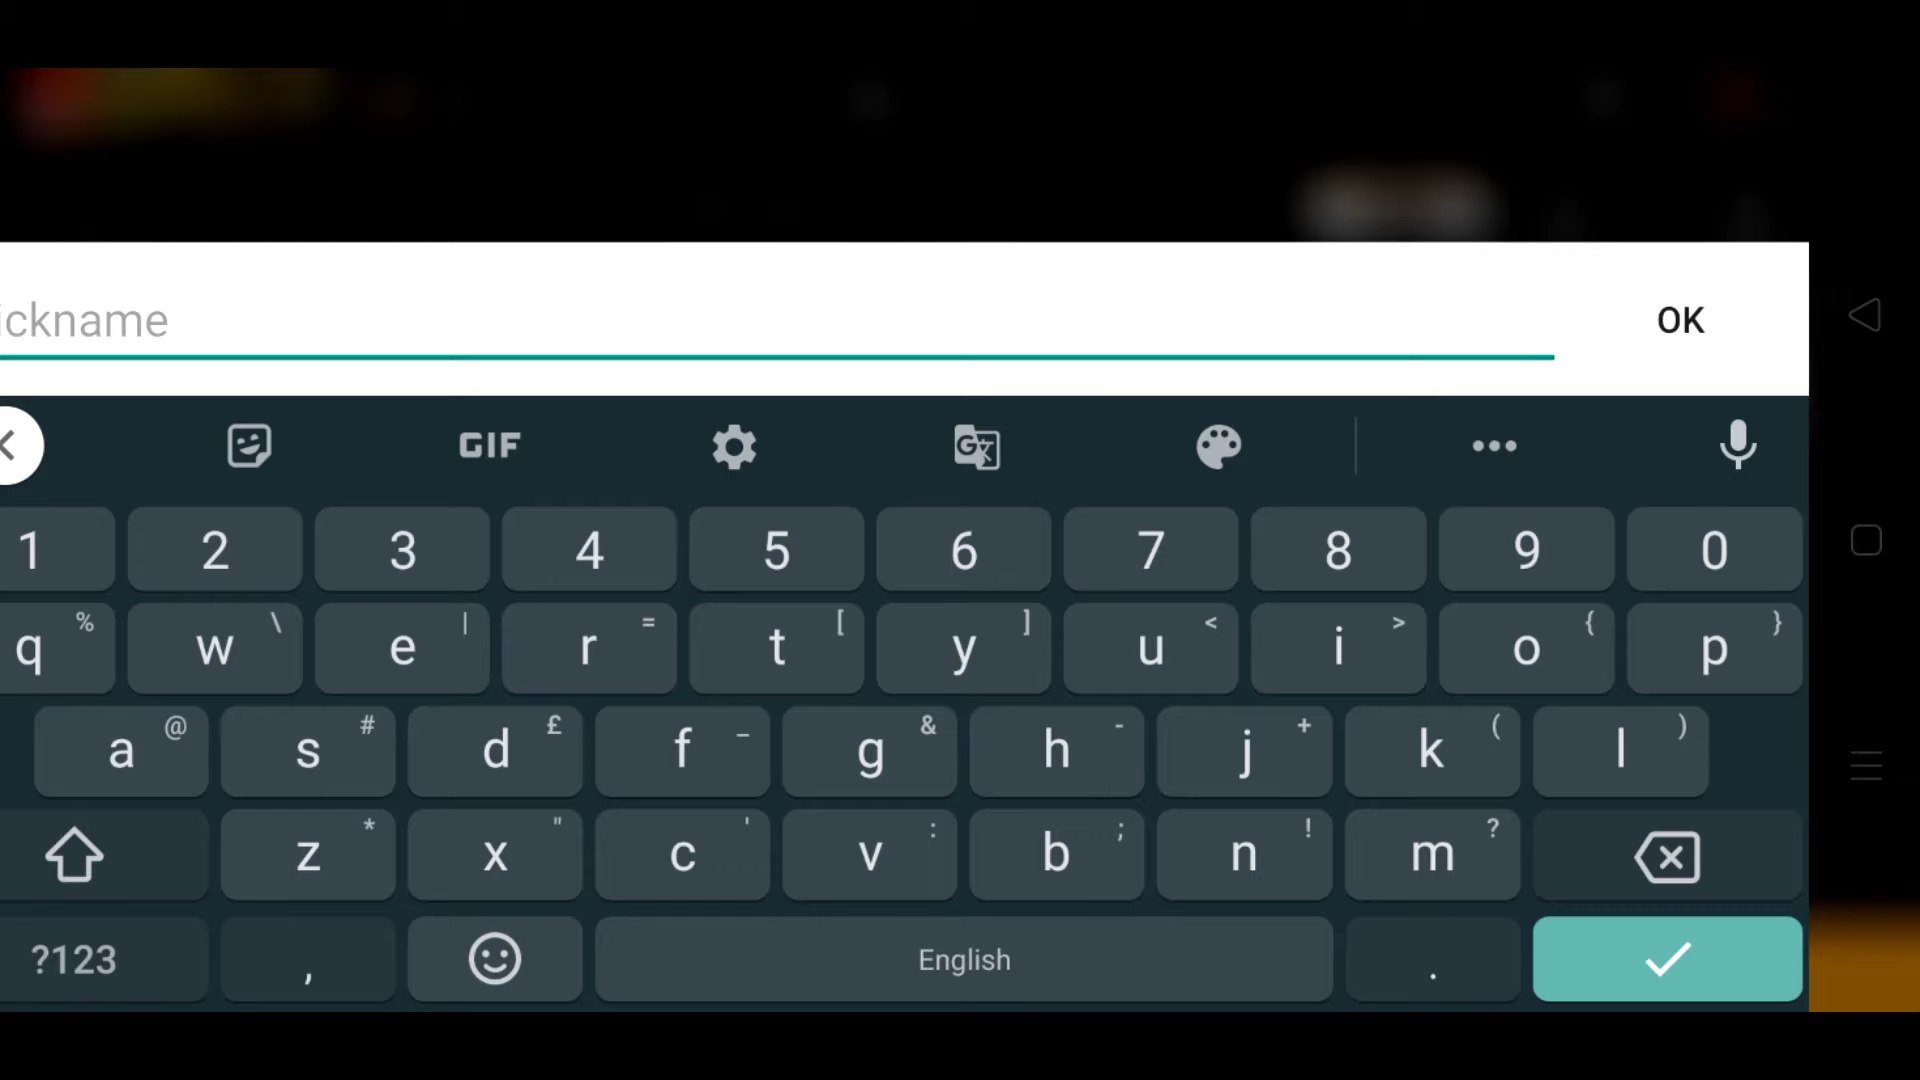 ickname
OK
GIF
1 2 3 4 5 6 7 8 9 0
q % w \ e | r = t [ y ] u < i > o { p }
a @ s # d £ f _ g & h - j + k ( l )
z * x " c ' v : b ; n ! m ?
?123 , English .